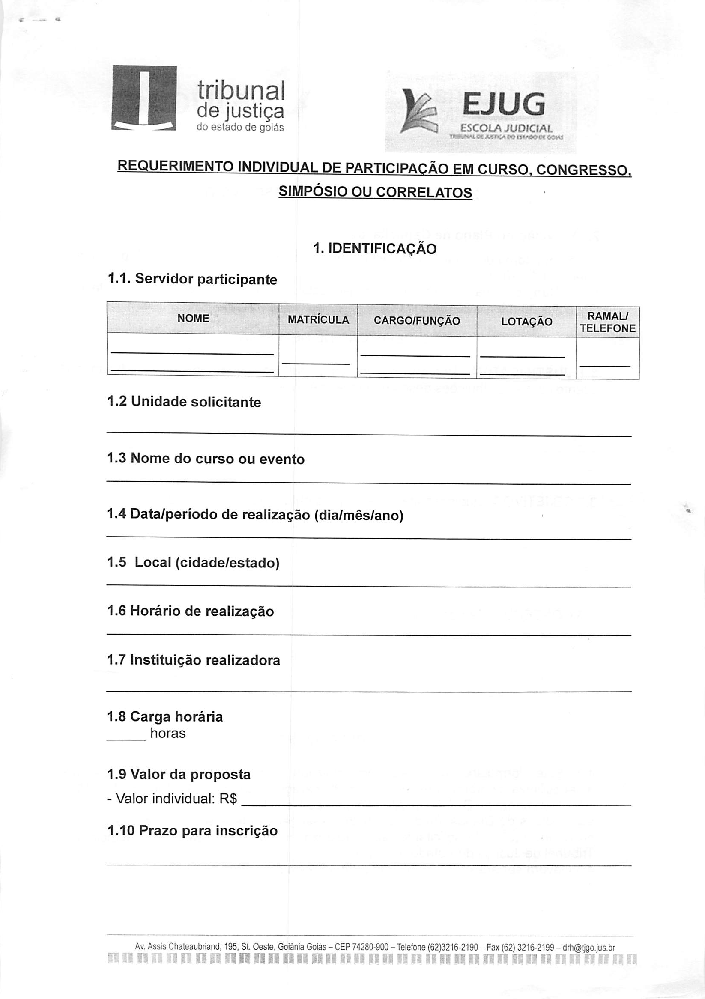 tribunal
de justiça
do estado de goiás
EJUG
ESCOLA JUDICIAL
TRIBUNAL DE JUSTIÇA DO ESTADO DE GOIÁS
REQUERIMENTO INDIVIDUAL DE PARTICIPAÇÃO EM CURSO, CONGRESSO,
SIMPÓSIO OU CORRELATOS
1. IDENTIFICAÇÃO
1.1. Servidor participante
NOME MATRÍCULA CARGO/FUNÇÃO LOTAÇÃO RAMAL/
TELEFONE
1.2 Unidade solicitante
1.3 Nome do curso ou evento
1.4 Data/período de realização (dia/mês/ano)
1.5 Local (cidade/estado)
1.6 Horário de realização
1.7 Instituição realizadora
1.8 Carga horária
______ horas
1.9 Valor da proposta
- Valor individual: R$ ______
1.10 Prazo para inscrição
Av. Assis Chateaubriand, 195, St. Oeste, Goiânia Goiás – CEP 74280-900 – Telefone (62)3216-2190 – Fax (62) 3216-2199 – drh@tjgo.jus.br